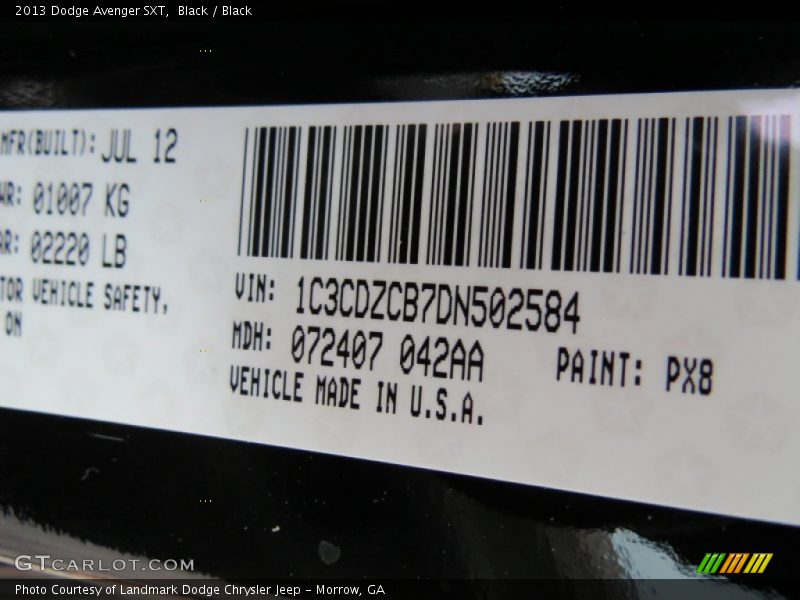 2013 Dodge Avenger SXT,  Black / Black
MFR(BUILT): JUL 12
01007 KG
02220 LB
VEHICLE SAFETY,
ON
VIN: 1C3CDZCB7DN502584
MDH: 072407 042AA
PAINT: PX8
VEHICLE MADE IN U.S.A.
GTCARLOT.COM
Photo Courtesy of Landmark Dodge Chrysler Jeep - Morrow, GA